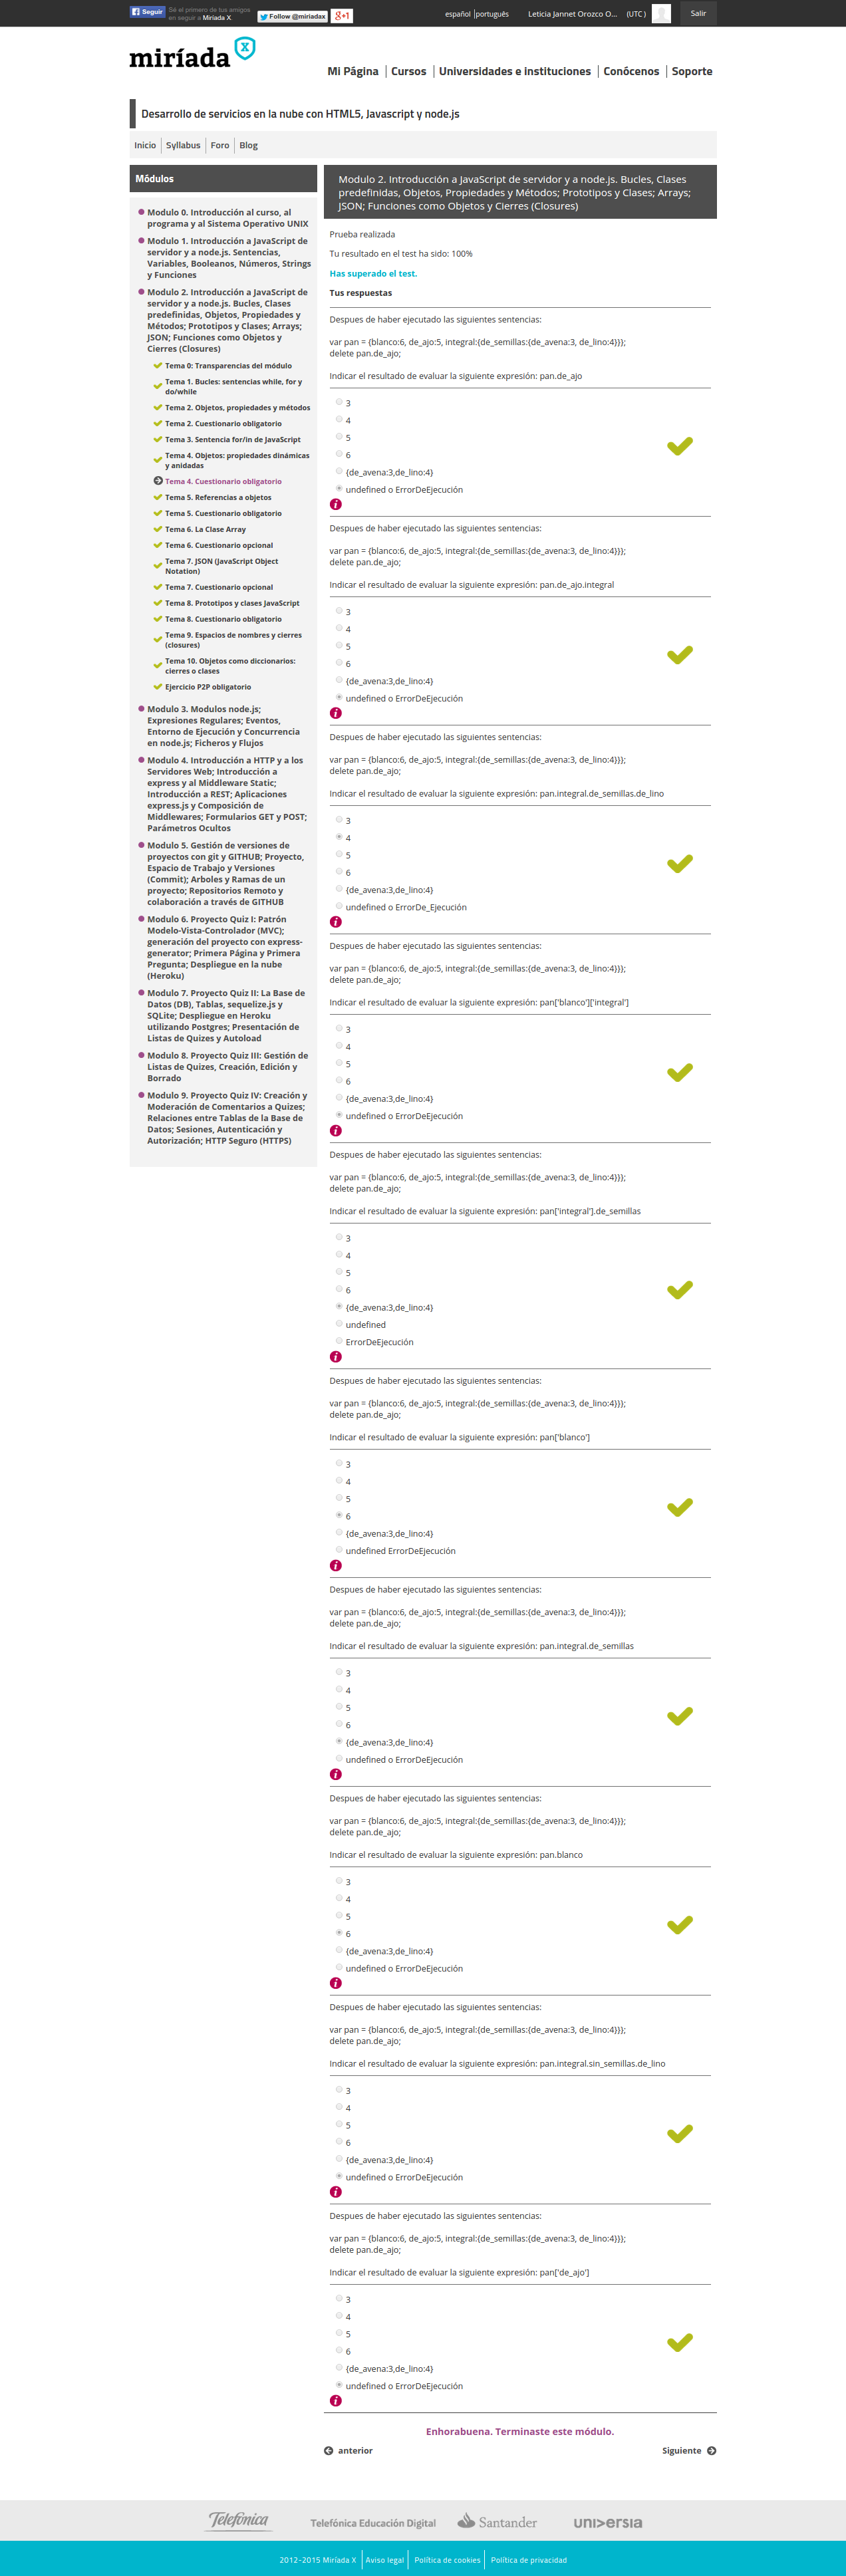 Seguir
Sé el primero de tus amigos
en seguir a Miriada X
Follow @miriadax
g+1
español
português
Leticia Jannet Orozco O...
(UTC )
Salir
miríada x
Mi Página
Cursos
Universidades e instituciones
Conócenos
Soporte
Desarrollo de servicios en la nube con HTML5, Javascript y node.js
Inicio
Syllabus
Foro
Blog
Módulos
Modulo 0. Introducción al curso, al
programa y al Sistema Operativo UNIX
Modulo 1. Introducción a JavaScript de
servidor y a node.js. Sentencias,
Variables, Booleanos, Números, Strings
y Funciones
Modulo 2. Introducción a JavaScript de
servidor y a node.js. Bucles, Clases
predefinidas, Objetos, Propiedades y
Métodos; Prototipos y Clases; Arrays;
JSON; Funciones como Objetos y
Cierres (Closures)
Tema 0: Transparencias del módulo
Tema 1. Bucles: sentencias while, for y
do/while
Tema 2. Objetos, propiedades y métodos
Tema 2. Cuestionario obligatorio
Tema 3. Sentencia for/in de JavaScript
Tema 4. Objetos: propiedades dinámicas
y anidadas
Tema 4. Cuestionario obligatorio
Tema 5. Referencias a objetos
Tema 5. Cuestionario obligatorio
Tema 6. La Clase Array
Tema 6. Cuestionario opcional
Tema 7. JSON (JavaScript Object
Notation)
Tema 7. Cuestionario opcional
Tema 8. Prototipos y clases JavaScript
Tema 8. Cuestionario obligatorio
Tema 9. Espacios de nombres y cierres
(closures)
Tema 10. Objetos como diccionarios:
cierres o clases
Ejercicio P2P obligatorio
Modulo 3. Modulos node.js;
Expresiones Regulares; Eventos,
Entorno de Ejecución y Concurrencia
en node.js; Ficheros y Flujos
Modulo 4. Introducción a HTTP y a los
Servidores Web; Introducción a
express y al Middleware Static;
Introducción a REST; Aplicaciones
express.js y Composición de
Middlewares; Formularios GET y POST;
Parámetros Ocultos
Modulo 5. Gestión de versiones de
proyectos con git y GITHUB; Proyecto,
Espacio de Trabajo y Versiones
(Commit); Arboles y Ramas de un
proyecto; Repositorios Remoto y
colaboración a través de GITHUB
Modulo 6. Proyecto Quiz I: Patrón
Modelo-Vista-Controlador (MVC);
generación del proyecto con express-
generator; Primera Página y Primera
Pregunta; Despliegue en la nube
(Heroku)
Modulo 7. Proyecto Quiz II: La Base de
Datos (DB), Tablas, sequelize.js y
SQLite; Despliegue en Heroku
utilizando Postgres; Presentación de
Listas de Quizes y Autoload
Modulo 8. Proyecto Quiz III: Gestión de
Listas de Quizes, Creación, Edición y
Borrado
Modulo 9. Proyecto Quiz IV: Creación y
Moderación de Comentarios a Quizes;
Relaciones entre Tablas de la Base de
Datos; Sesiones, Autenticación y
Autorización; HTTP Seguro (HTTPS)
Modulo 2. Introducción a JavaScript de servidor y a node.js. Bucles, Clases
predefinidas, Objetos, Propiedades y Métodos; Prototipos y Clases; Arrays;
JSON; Funciones como Objetos y Cierres (Closures)
Prueba realizada
Tu resultado en el test ha sido: 100%
Has superado el test.
Tus respuestas
Despues de haber ejecutado las siguientes sentencias:
var pan = {blanco:6, de_ajo:5, integral:{de_semillas:{de_avena:3, de_lino:4}}};
delete pan.de_ajo;
Indicar el resultado de evaluar la siguiente expresión: pan.de_ajo
3
4
5
6
{de_avena:3,de_lino:4}
undefined o ErrorDeEjecución
Despues de haber ejecutado las siguientes sentencias:
var pan = {blanco:6, de_ajo:5, integral:{de_semillas:{de_avena:3, de_lino:4}}};
delete pan.de_ajo;
Indicar el resultado de evaluar la siguiente expresión: pan.de_ajo.integral
3
4
5
6
{de_avena:3,de_lino:4}
undefined o ErrorDeEjecución
Despues de haber ejecutado las siguientes sentencias:
var pan = {blanco:6, de_ajo:5, integral:{de_semillas:{de_avena:3, de_lino:4}}};
delete pan.de_ajo;
Indicar el resultado de evaluar la siguiente expresión: pan.integral.de_semillas.de_lino
3
4
5
6
{de_avena:3,de_lino:4}
undefined o ErrorDe_Ejecución
Despues de haber ejecutado las siguientes sentencias:
var pan = {blanco:6, de_ajo:5, integral:{de_semillas:{de_avena:3, de_lino:4}}};
delete pan.de_ajo;
Indicar el resultado de evaluar la siguiente expresión: pan['blanco']['integral']
3
4
5
6
{de_avena:3,de_lino:4}
undefined o ErrorDeEjecución
Despues de haber ejecutado las siguientes sentencias:
var pan = {blanco:6, de_ajo:5, integral:{de_semillas:{de_avena:3, de_lino:4}}};
delete pan.de_ajo;
Indicar el resultado de evaluar la siguiente expresión: pan['integral'].de_semillas
3
4
5
6
{de_avena:3,de_lino:4}
undefined
ErrorDeEjecución
Despues de haber ejecutado las siguientes sentencias:
var pan = {blanco:6, de_ajo:5, integral:{de_semillas:{de_avena:3, de_lino:4}}};
delete pan.de_ajo;
Indicar el resultado de evaluar la siguiente expresión: pan['blanco']
3
4
5
6
{de_avena:3,de_lino:4}
undefined ErrorDeEjecución
Despues de haber ejecutado las siguientes sentencias:
var pan = {blanco:6, de_ajo:5, integral:{de_semillas:{de_avena:3, de_lino:4}}};
delete pan.de_ajo;
Indicar el resultado de evaluar la siguiente expresión: pan.integral.de_semillas
3
4
5
6
{de_avena:3,de_lino:4}
undefined o ErrorDeEjecución
Despues de haber ejecutado las siguientes sentencias:
var pan = {blanco:6, de_ajo:5, integral:{de_semillas:{de_avena:3, de_lino:4}}};
delete pan.de_ajo;
Indicar el resultado de evaluar la siguiente expresión: pan.blanco
3
4
5
6
{de_avena:3,de_lino:4}
undefined o ErrorDeEjecución
Despues de haber ejecutado las siguientes sentencias:
var pan = {blanco:6, de_ajo:5, integral:{de_semillas:{de_avena:3, de_lino:4}}};
delete pan.de_ajo;
Indicar el resultado de evaluar la siguiente expresión: pan.integral.sin_semillas.de_lino
3
4
5
6
{de_avena:3,de_lino:4}
undefined o ErrorDeEjecución
Despues de haber ejecutado las siguientes sentencias:
var pan = {blanco:6, de_ajo:5, integral:{de_semillas:{de_avena:3, de_lino:4}}};
delete pan.de_ajo;
Indicar el resultado de evaluar la siguiente expresión: pan['de_ajo']
3
4
5
6
{de_avena:3,de_lino:4}
undefined o ErrorDeEjecución
Enhorabuena. Terminaste este módulo.
anterior
Siguiente
Telefónica
Telefónica Educación Digital
Santander
universia
2012-2015 Miríada X
Aviso legal
Política de cookies
Política de privacidad